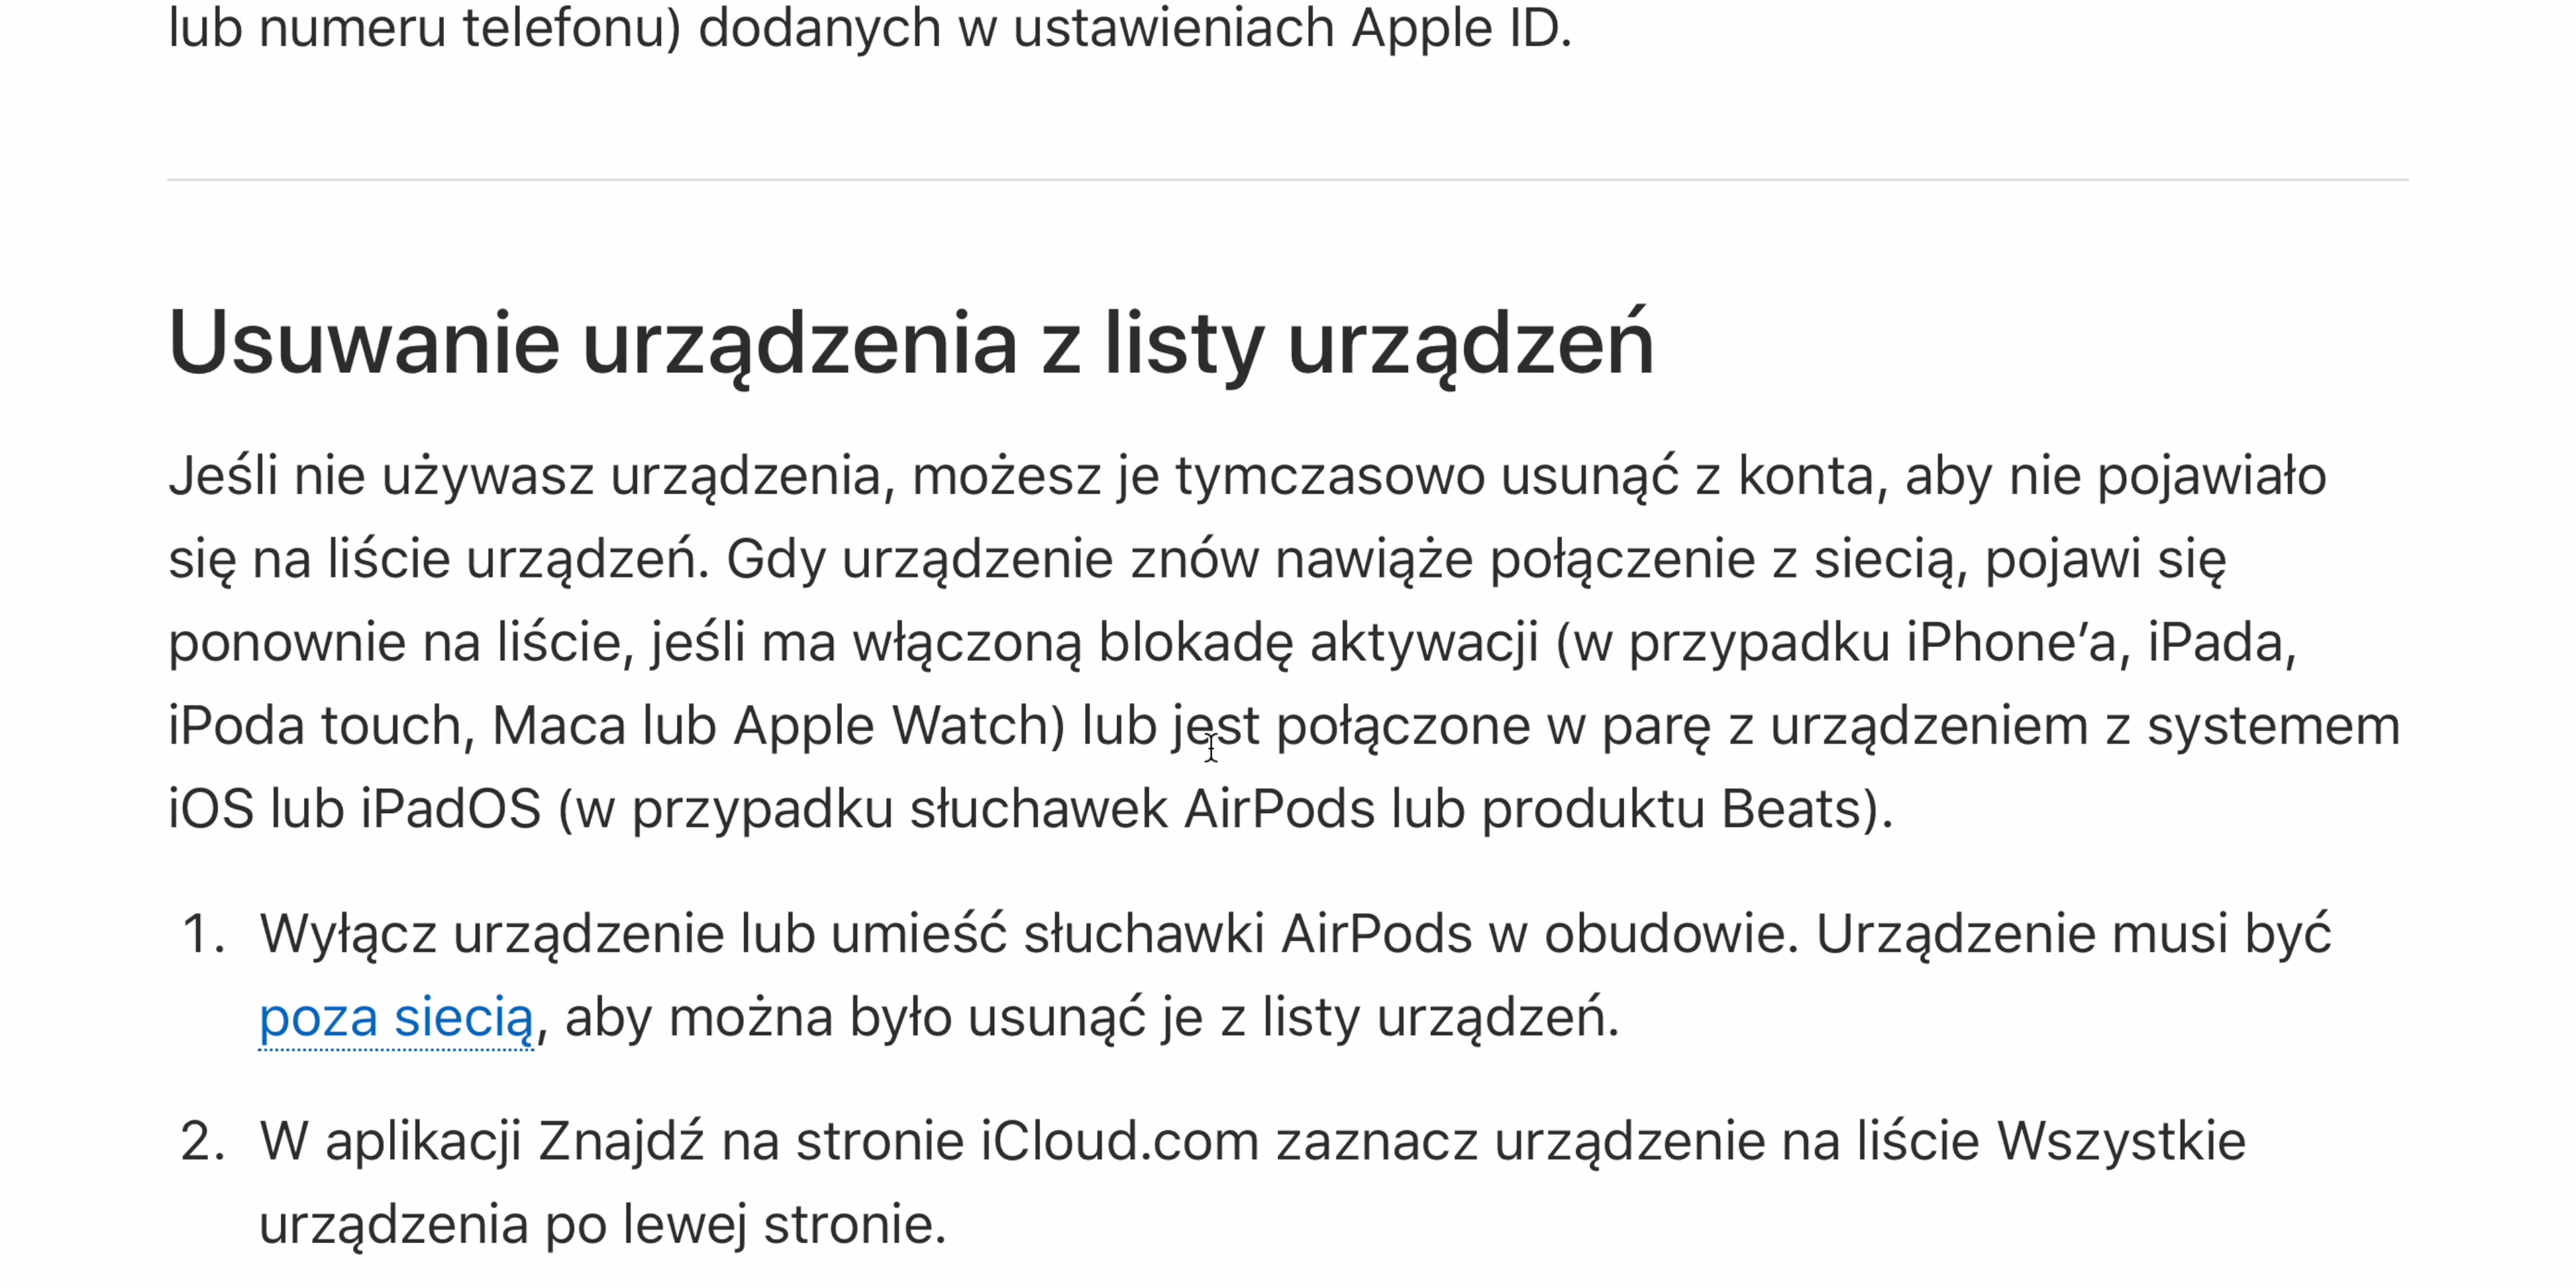 lub numeru telefonu) dodanych w ustawieniach Apple ID.
Usuwanie urządzenia z listy urządzeń
Jeśli nie używasz urządzenia, możesz je tymczasowo usunąć z konta, aby nie pojawiało
się na liście urządzeń. Gdy urządzenie znów nawiąże połączenie z siecią, pojawi się
ponownie na liście, jeśli ma włączoną blokadę aktywacji (w przypadku iPhone’a, iPada,
iPoda touch, Maca lub Apple Watch) lub jest połączone w parę z urządzeniem z systemem
iOS lub iPadOS (w przypadku słuchawek AirPods lub produktu Beats).
1. Wyłącz urządzenie lub umieść słuchawki AirPods w obudowie. Urządzenie musi być
poza siecią, aby można było usunąć je z listy urządzeń.
2. W aplikacji Znajdź na stronie iCloud.com zaznacz urządzenie na liście Wszystkie
urządzenia po lewej stronie.